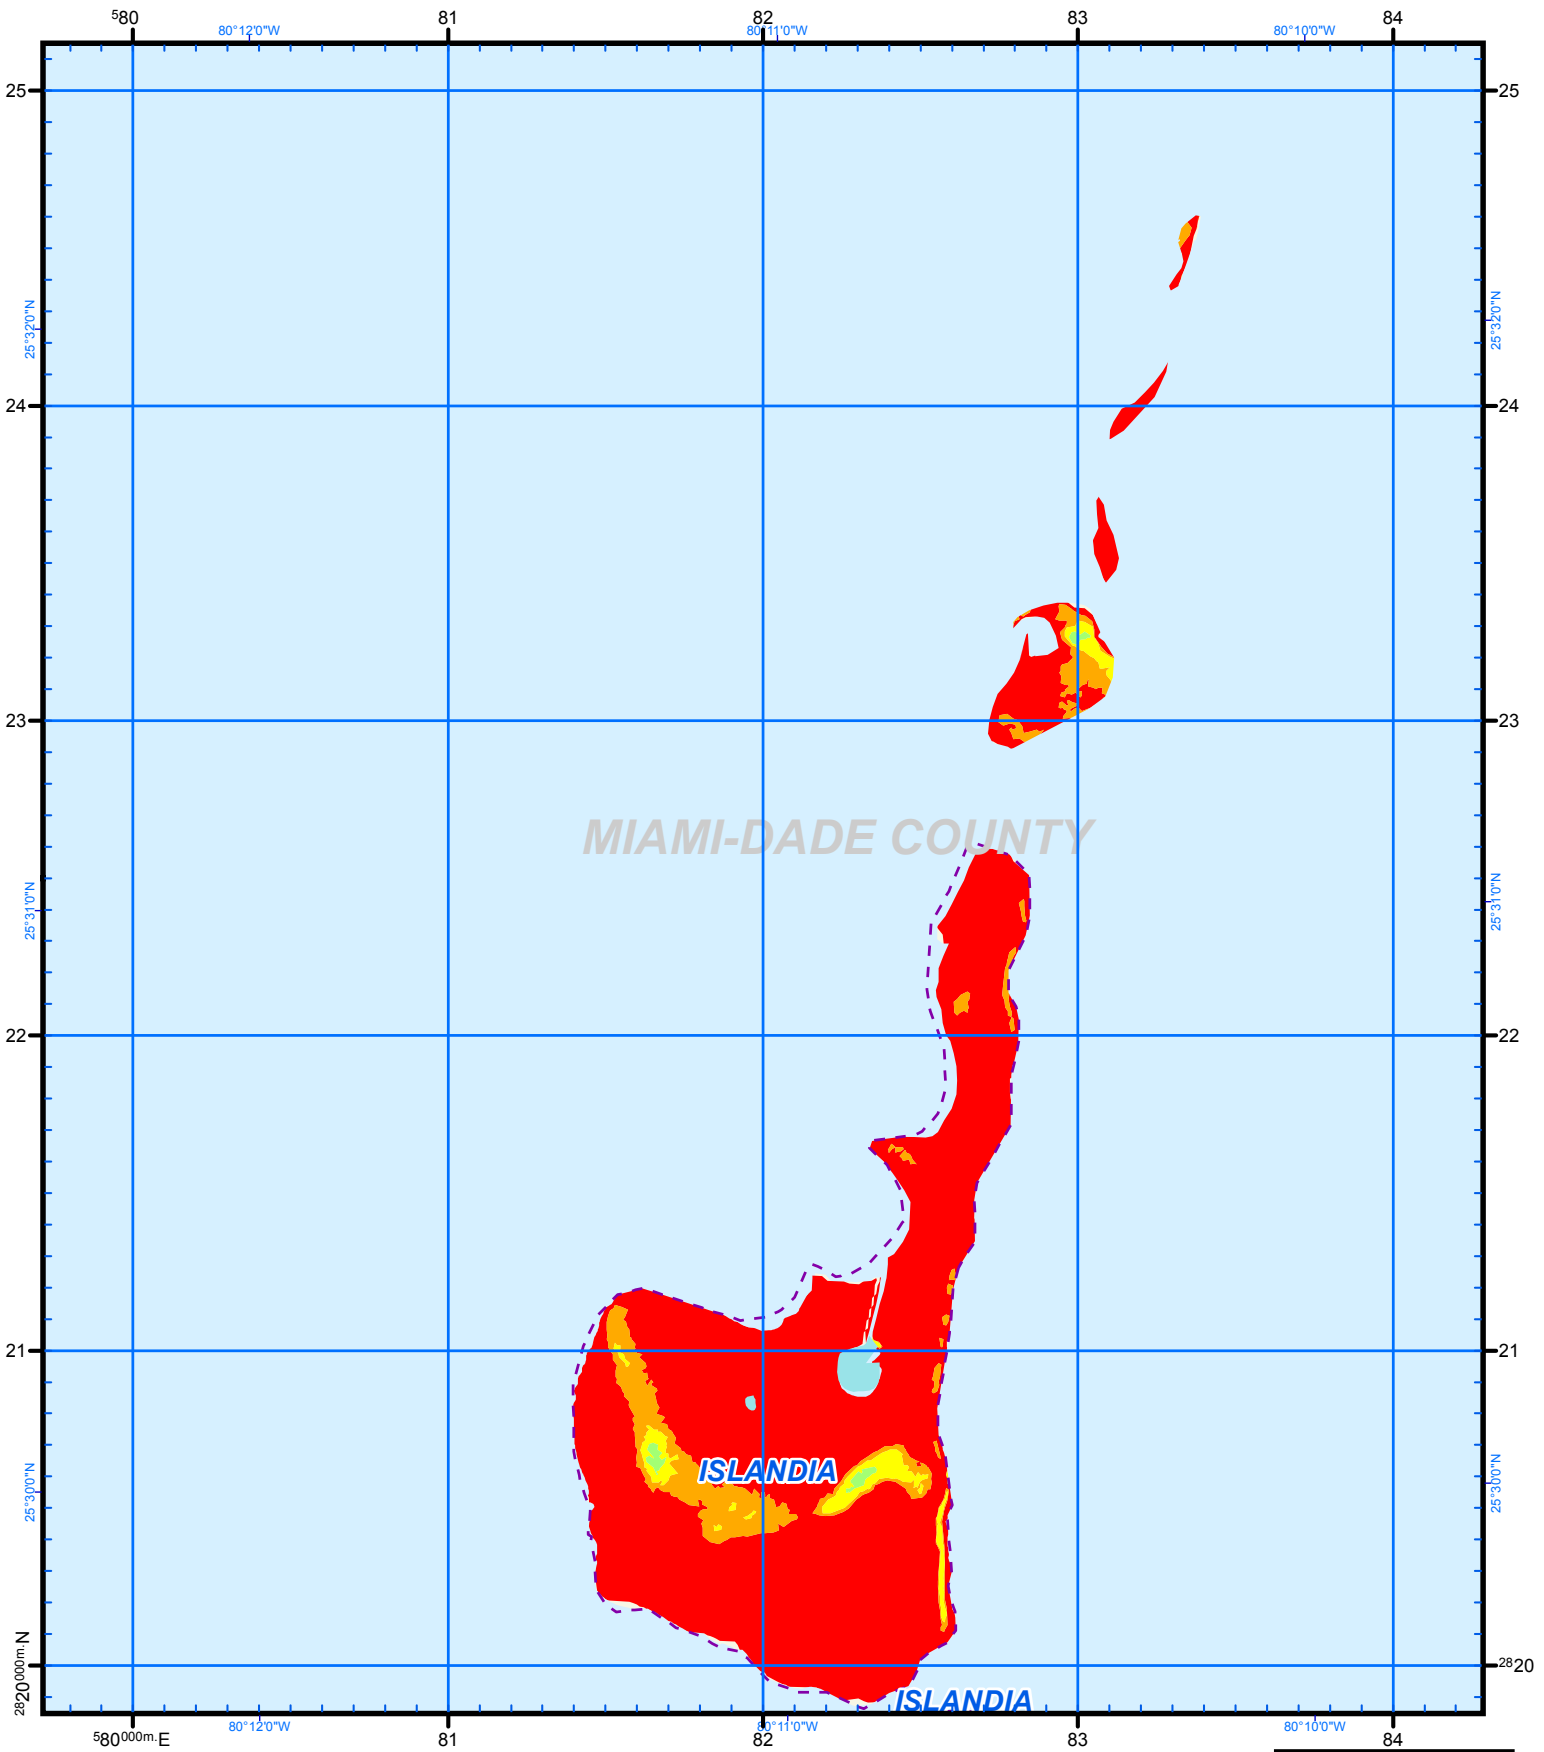 ⁵80 81 82 83 84
80°12'0"W 80°11'0"W 80°10'0"W
25 25
25°32'0"N 25°32'0"N
24 24
23 23
MIAMI-DADE COUNTY
25°31'0"N 25°31'0"N
22 22
21 21
ISLANDIA
25°30'0"N 25°30'0"N
²⁸20⁰⁰⁰ᵐ·N ²⁸20
ISLANDIA
80°12'0"W 80°11'0"W 80°10'0"W
⁵80⁰⁰⁰ᵐ·E 81 82 83 84